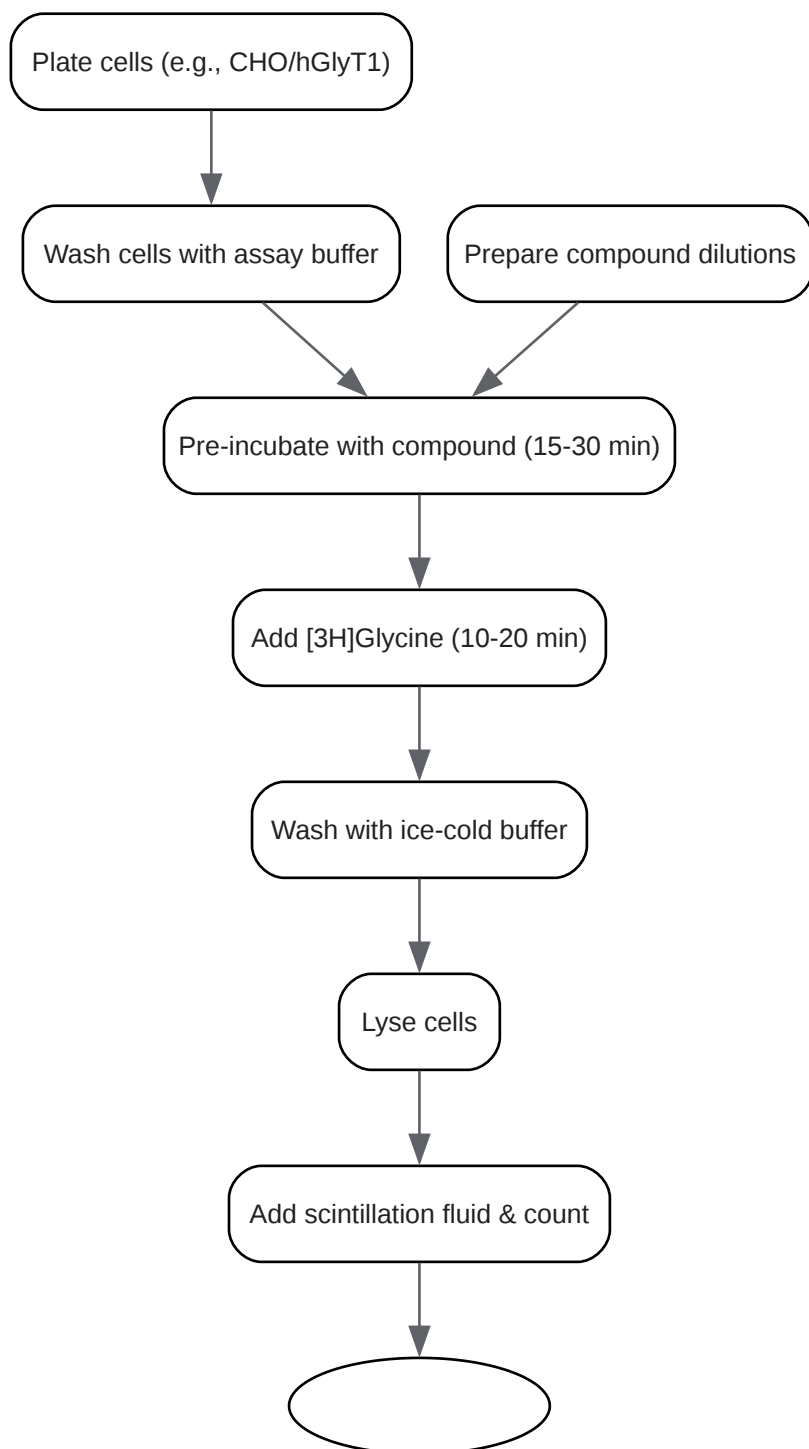 Plate cells (e.g., CHO/hGlyT1)
Wash cells with assay buffer
Prepare compound dilutions
Pre-incubate with compound (15-30 min)
Add [3H]Glycine (10-20 min)
Wash with ice-cold buffer
Lyse cells
Add scintillation fluid & count